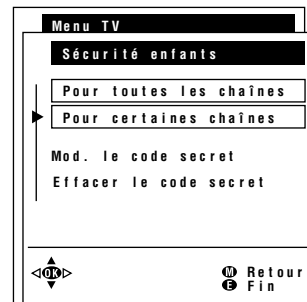 Menu TV
Sécurité enfants
Pour toutes les chaînes
Pour certaines chaînes
Mod. le code secret
Effacer le code secret
OK
M Retour
E Fin